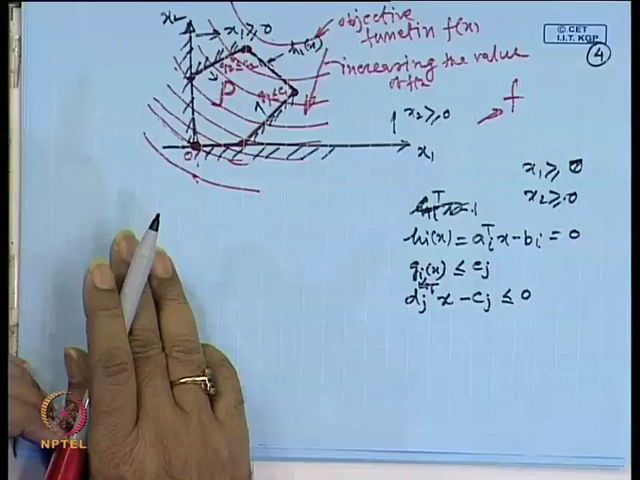 x₂
x₁ ≥ 0
objective
function f(x)
h₁(x)
increasing the value
of f(x)
P
x₂ ≥ 0
f
0
x₁
x₁ ≥ 0
x₂ ≥ 0
hi(x) = aᵢᵀx - bᵢ = 0
gj(x) ≤ cj
djᵀx - cj ≤ 0
© CET
I.I.T. KGP
4
NPTEL